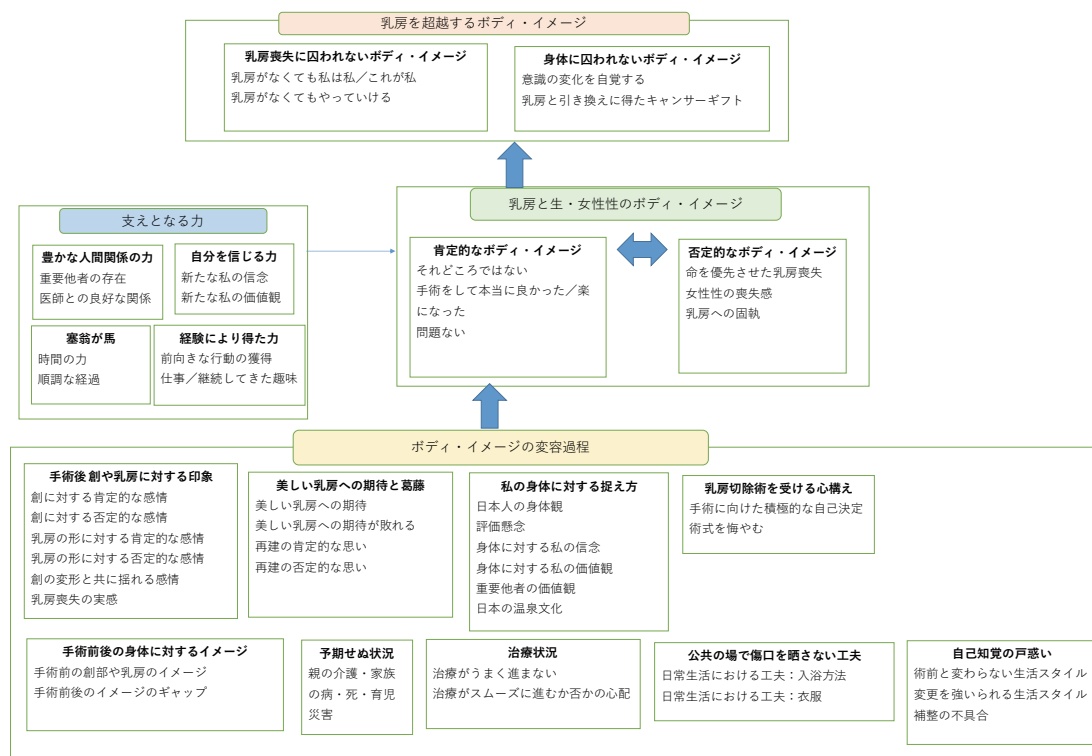 乳房を超越するボディ・イメージ
乳房喪失に囚われないボディ・イメージ
乳房がなくても私は私／これが私
乳房がなくてもやっていける
身体に囚われないボディ・イメージ
意識の変化を自覚する
乳房と引き換えに得たキャンサーギフト
支えとなる力
豊かな人間関係の力
重要他者の存在
医師との良好な関係
自分を信じる力
新たな私の信念
新たな私の価値観
塞翁が馬
時間の力
順調な経過
経験により得た力
前向きな行動の獲得
仕事／継続してきた趣味
乳房と生・女性性のボディ・イメージ
肯定的なボディ・イメージ
それどころではない
手術をして本当に良かった／楽
になった
問題ない
否定的なボディ・イメージ
命を優先させた乳房喪失
女性性の喪失感
乳房への固執
ボディ・イメージの変容過程
手術後創や乳房に対する印象
創に対する肯定的な感情
創に対する否定的な感情
乳房の形に対する肯定的な感情
乳房の形に対する否定的な感情
創の変形と共に揺れる感情
乳房喪失の実感
美しい乳房への期待と葛藤
美しい乳房への期待
美しい乳房への期待が敗れる
再建の肯定的な思い
再建の否定的な思い
私の身体に対する捉え方
日本人の身体観
評価懸念
身体に対する私の信念
身体に対する私の価値観
重要他者の価値観
日本の温泉文化
乳房切除術を受ける心構え
手術に向けた積極的な自己決定
術式を悔やむ
手術前後の身体に対するイメージ
手術前の創部や乳房のイメージ
手術前後のイメージのギャップ
予期せぬ状況
親の介護・家族
の病・死・育児
災害
治療状況
治療がうまく進まない
治療がスムーズに進むか否かの心配
公共の場で傷口を晒さない工夫
日常生活における工夫：入浴方法
日常生活における工夫：衣服
自己知覚の戸惑い
術前と変わらない生活スタイル
変更を強いられる生活スタイル
補整の不具合